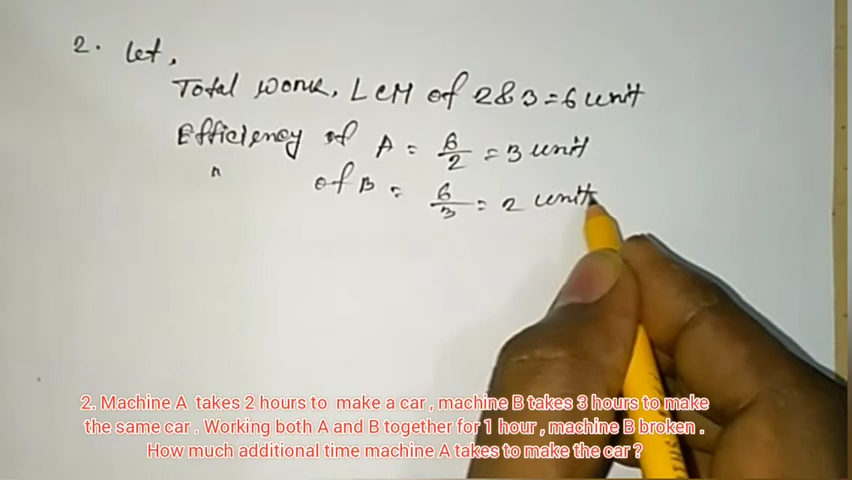 2. Let,
Total work, LCM of 2 & 3 = 6 unit
Efficiency of A = 6/2 = 3 unit
" of B = 6/3 = 2 unit
2. Machine A takes 2 hours to make a car , machine B takes 3 hours to make
the same car . Working both A and B together for 1 hour , machine B broken .
How much additional time machine A takes to make the car ?